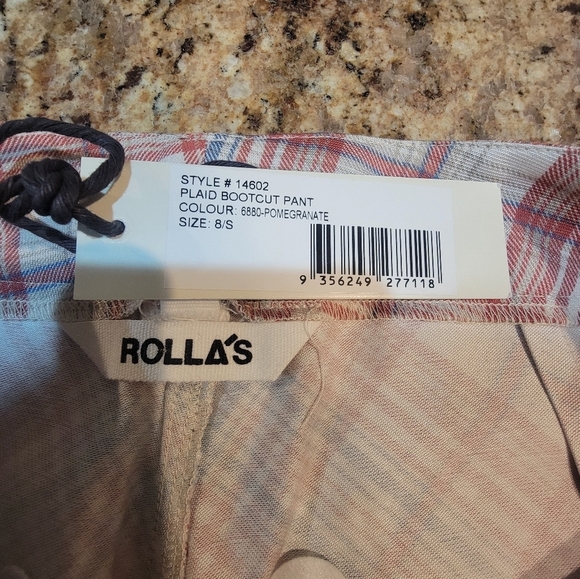 STYLE # 14602
PLAID BOOTCUT PANT
COLOUR: 6880-POMEGRANATE
SIZE: 8/S
9 356249 277118
ROLLA'S